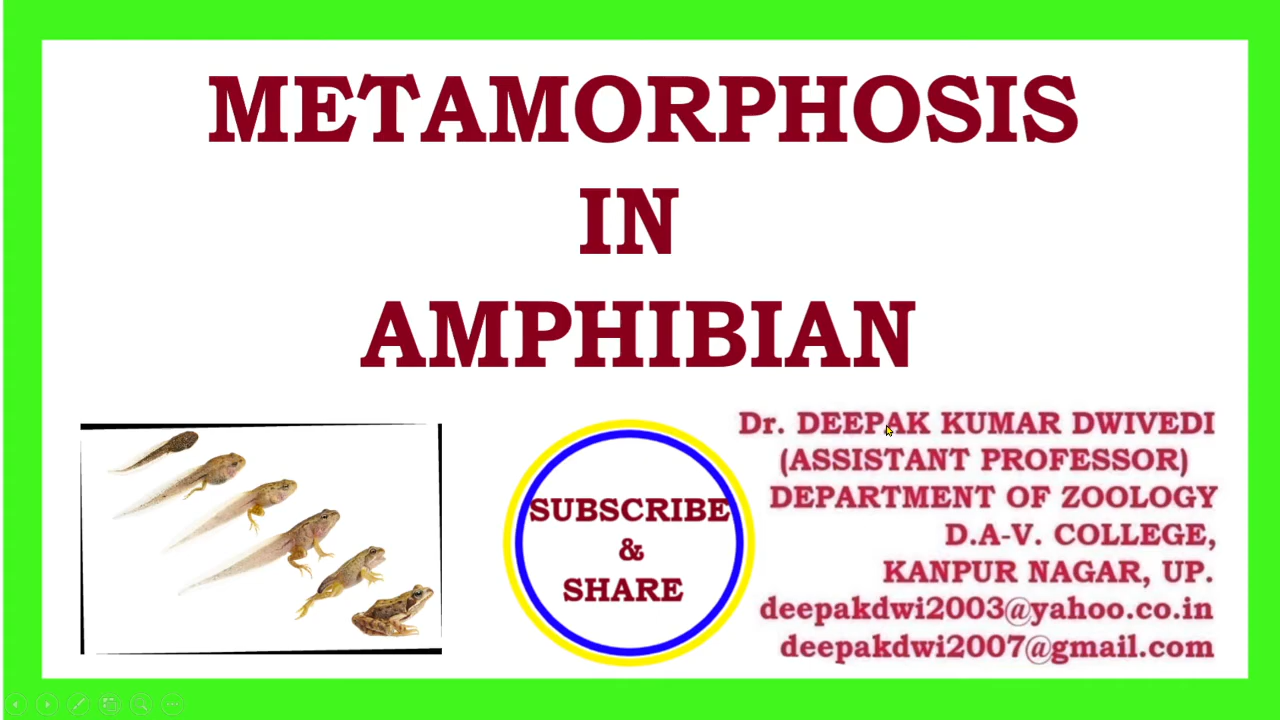 METAMORPHOSIS
IN
AMPHIBIAN
SUBSCRIBE
&
SHARE
Dr. DEEPAK KUMAR DWIVEDI
(ASSISTANT PROFESSOR)
DEPARTMENT OF ZOOLOGY
D.A-V. COLLEGE,
KANPUR NAGAR, UP.
deepakdwi2003@yahoo.co.in
deepakdwi2007@gmail.com